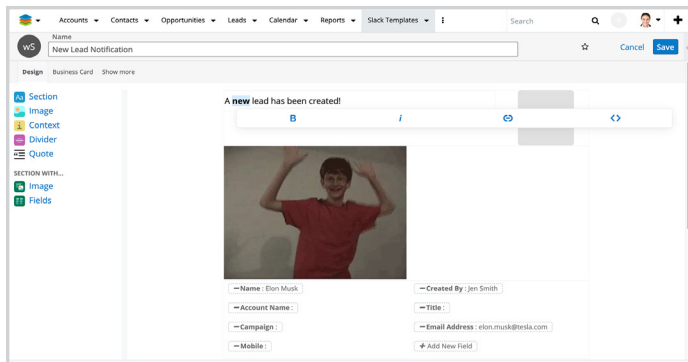 Accounts Contacts Opportunities Leads Calendar Reports Slack Templates Search
wS
Name
New Lead Notification
Cancel Save
Design Business Card Show more
Aa Section
Image
Context
Divider
Quote
SECTION WITH...
Image
Fields
A new lead has been created!
B i <>
Name : Elon Musk Created By : Jen Smith
Account Name : Title :
Campaign : Email Address : elon.musk@tesla.com
Mobile : Add New Field